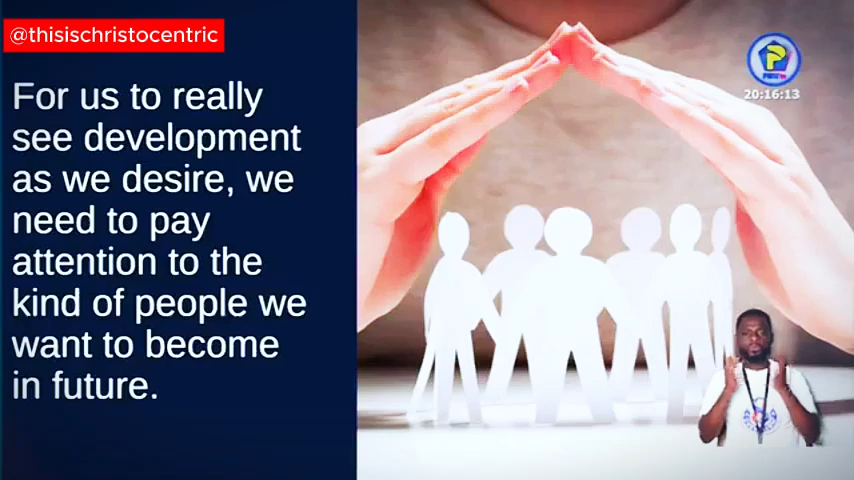 @thisischristocentric
For us to really
see development
as we desire, we
need to pay
attention to the
kind of people we
want to become
in future.
P
20:16:13